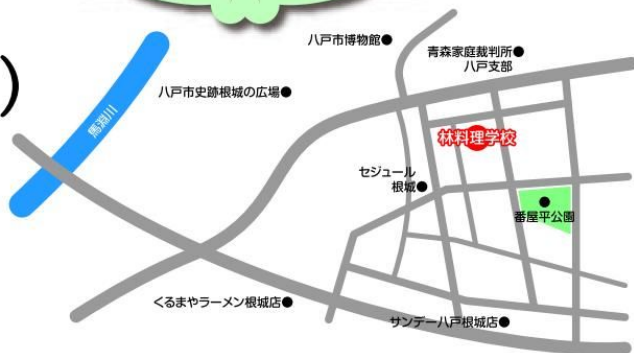 )
八戸市博物館●
青森家庭裁判所●
八戸支部
八戸市史跡根城の広場●
馬淵川
林料理学校
セジュール
根城●
番屋平公園
くるまやラーメン根城店●
サンデー八戸根城店●